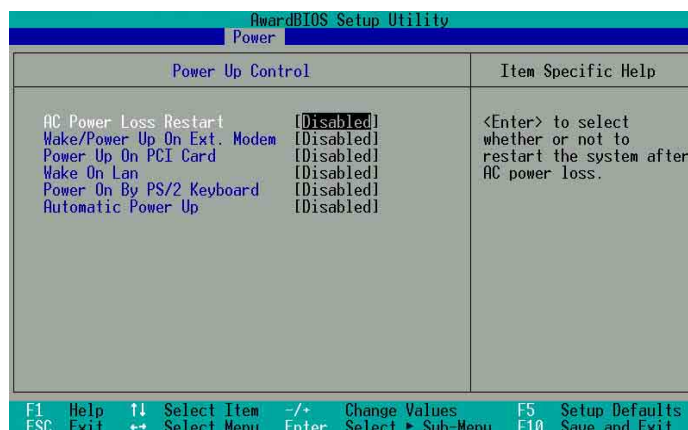 AwardBIOS Setup Utility
Power
Power Up Control
Item Specific Help
AC Power Loss Restart [Disabled]
Wake/Power Up On Ext. Modem [Disabled]
Power Up On PCI Card [Disabled]
Wake On Lan [Disabled]
Power On By PS/2 Keyboard [Disabled]
Automatic Power Up [Disabled]
<Enter> to select
whether or not to
restart the system after
AC power loss.
F1 Help ↑↓ Select Item -/+ Change Values F5 Setup Defaults
ESC Exit ←→ Select Menu Enter Select ► Sub-Menu F10 Save and Exit